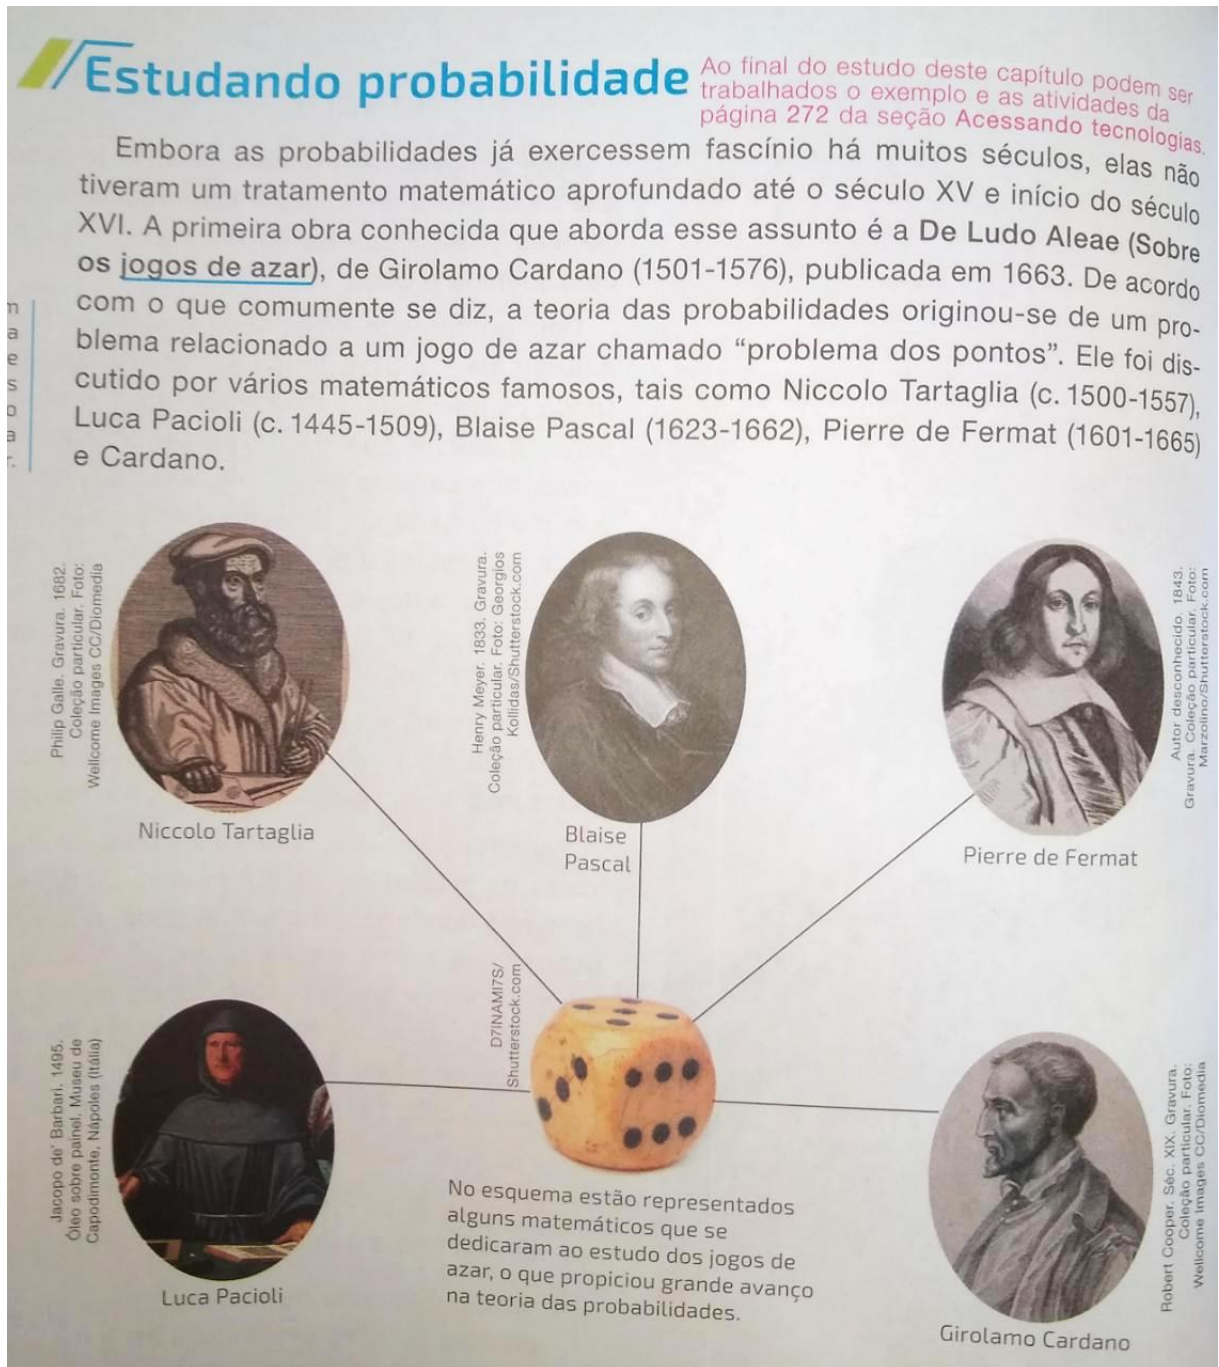 Estudando probabilidade
Ao final do estudo deste capítulo podem ser
trabalhados o exemplo e as atividades da
página 272 da seção Acessando tecnologias.
Embora as probabilidades já exercessem fascínio há muitos séculos, elas não
tiveram um tratamento matemático aprofundado até o século XV e início do século
XVI. A primeira obra conhecida que aborda esse assunto é a De Ludo Aleae (Sobre
os jogos de azar), de Girolamo Cardano (1501-1576), publicada em 1663. De acordo
com o que comumente se diz, a teoria das probabilidades originou-se de um pro-
blema relacionado a um jogo de azar chamado “problema dos pontos”. Ele foi dis-
cutido por vários matemáticos famosos, tais como Niccolo Tartaglia (c. 1500-1557),
Luca Pacioli (c. 1445-1509), Blaise Pascal (1623-1662), Pierre de Fermat (1601-1665)
e Cardano.
a
e
s
o
a
r.
Philip Galle. Gravura. 1682.
Coleção particular. Foto:
Wellcome Images CC/Diomedia
Niccolo Tartaglia
Henry Meyer. 1833. Gravura.
Coleção particular. Foto: Georgios
Kollidas/Shutterstock.com
Blaise
Pascal
Autor desconhecido. 1843.
Gravura. Coleção particular. Foto:
Marzolino/Shutterstock.com
Pierre de Fermat
D7INAMI7S/
Shutterstock.com
Jacopo de' Barbari. 1495.
Óleo sobre painel. Museu de
Capodimonte, Nápoles (Itália)
Luca Pacioli
No esquema estão representados
alguns matemáticos que se
dedicaram ao estudo dos jogos de
azar, o que propiciou grande avanço
na teoria das probabilidades.
Robert Cooper. Séc. XIX. Gravura.
Coleção particular. Foto:
Wellcome Images CC/Diomedia
Girolamo Cardano